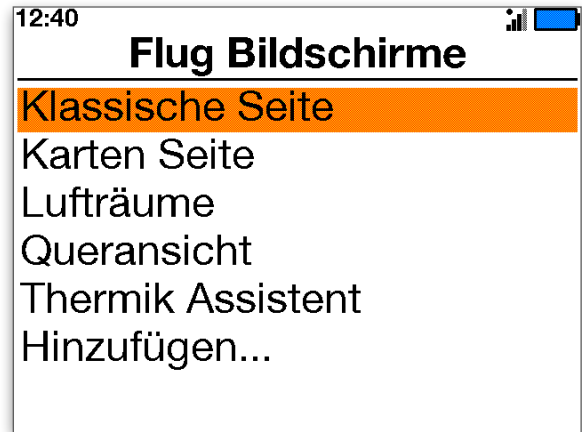 12:40
Flug Bildschirme
Klassische Seite
Karten Seite
Lufträume
Queransicht
Thermik Assistent
Hinzufügen...